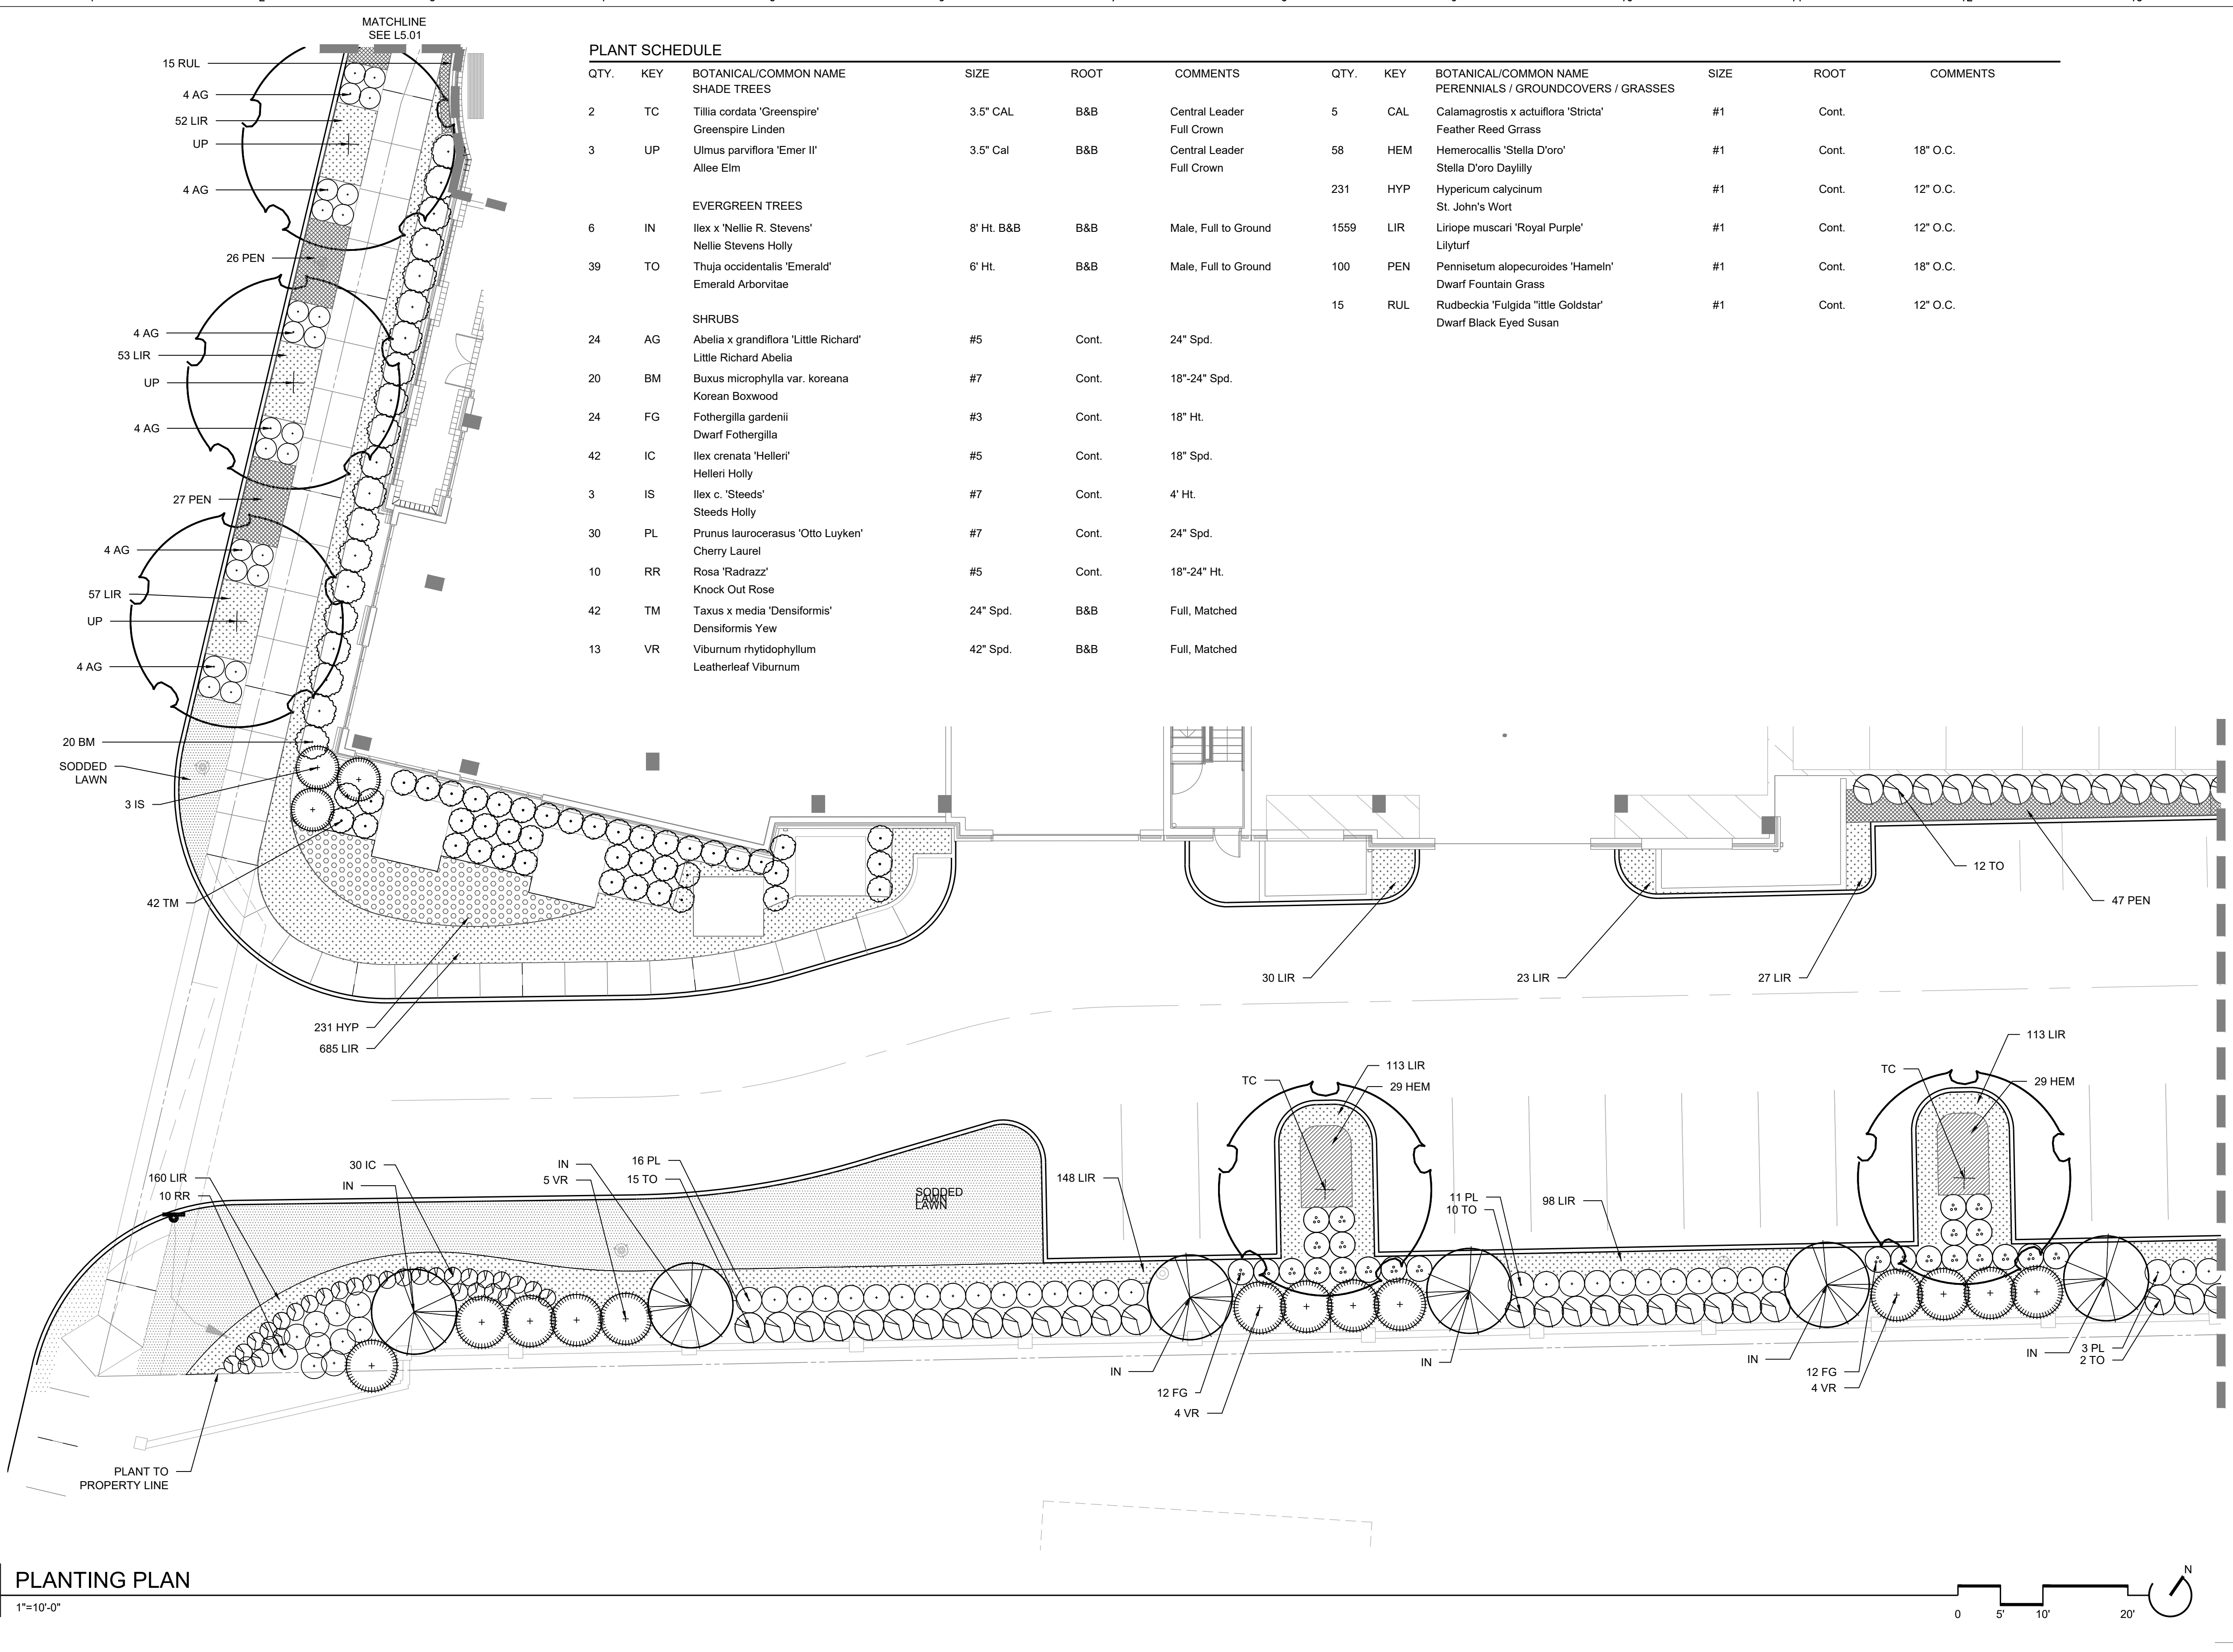 MATCHLINE
SEE L5.01
15 RUL
4 AG
52 LIR
UP
4 AG
26 PEN
4 AG
53 LIR
UP
4 AG
27 PEN
4 AG
57 LIR
UP
4 AG
20 BM
SODDED
LAWN
3 IS
42 TM
231 HYP
685 LIR
PLANT SCHEDULE
QTY. KEY BOTANICAL/COMMON NAME SIZE ROOT COMMENTS
SHADE TREES
2 TC Tillia cordata 'Greenspire' 3.5" CAL B&B Central Leader
Greenspire Linden Full Crown
3 UP Ulmus parviflora 'Emer II' 3.5" Cal B&B Central Leader
Allee Elm Full Crown
EVERGREEN TREES
6 IN Ilex x 'Nellie R. Stevens' 8' Ht. B&B B&B Male, Full to Ground
Nellie Stevens Holly
39 TO Thuja occidentalis 'Emerald' 6' Ht. B&B Male, Full to Ground
Emerald Arborvitae
SHRUBS
24 AG Abelia x grandiflora 'Little Richard' #5 Cont. 24" Spd.
Little Richard Abelia
20 BM Buxus microphylla var. koreana #7 Cont. 18"-24" Spd.
Korean Boxwood
24 FG Fothergilla gardenii #3 Cont. 18" Ht.
Dwarf Fothergilla
42 IC Ilex crenata 'Helleri' #5 Cont. 18" Spd.
Helleri Holly
3 IS Ilex c. 'Steeds' #7 Cont. 4' Ht.
Steeds Holly
30 PL Prunus laurocerasus 'Otto Luyken' #7 Cont. 24" Spd.
Cherry Laurel
10 RR Rosa 'Radrazz' #5 Cont. 18"-24" Ht.
Knock Out Rose
42 TM Taxus x media 'Densiformis' 24" Spd. B&B Full, Matched
Densiformis Yew
13 VR Viburnum rhytidophyllum 42" Spd. B&B Full, Matched
Leatherleaf Viburnum
QTY. KEY BOTANICAL/COMMON NAME SIZE ROOT COMMENTS
PERENNIALS / GROUNDCOVERS / GRASSES
5 CAL Calamagrostis x actuiflora 'Stricta' #1 Cont.
Feather Reed Grrass
58 HEM Hemerocallis 'Stella D'oro' #1 Cont. 18" O.C.
Stella D'oro Daylilly
231 HYP Hypericum calycinum #1 Cont. 12" O.C.
St. John's Wort
1559 LIR Liriope muscari 'Royal Purple' #1 Cont. 12" O.C.
Lilyturf
100 PEN Pennisetum alopecuroides 'Hameln' #1 Cont. 18" O.C.
Dwarf Fountain Grass
15 RUL Rudbeckia 'Fulgida "ittle Goldstar' #1 Cont. 12" O.C.
Dwarf Black Eyed Susan
12 TO
47 PEN
30 LIR
23 LIR
27 LIR
113 LIR
TC
29 HEM
113 LIR
TC
29 HEM
160 LIR
10 RR
30 IC
IN
IN
5 VR
16 PL
15 TO
SODDED
LAWN
LAWN
148 LIR
11 PL
10 TO
98 LIR
IN
12 FG
4 VR
IN
IN
12 FG
4 VR
IN
3 PL
2 TO
PLANT TO
PROPERTY LINE
PLANTING PLAN
1"=10'-0"
0 5' 10' 20'
N